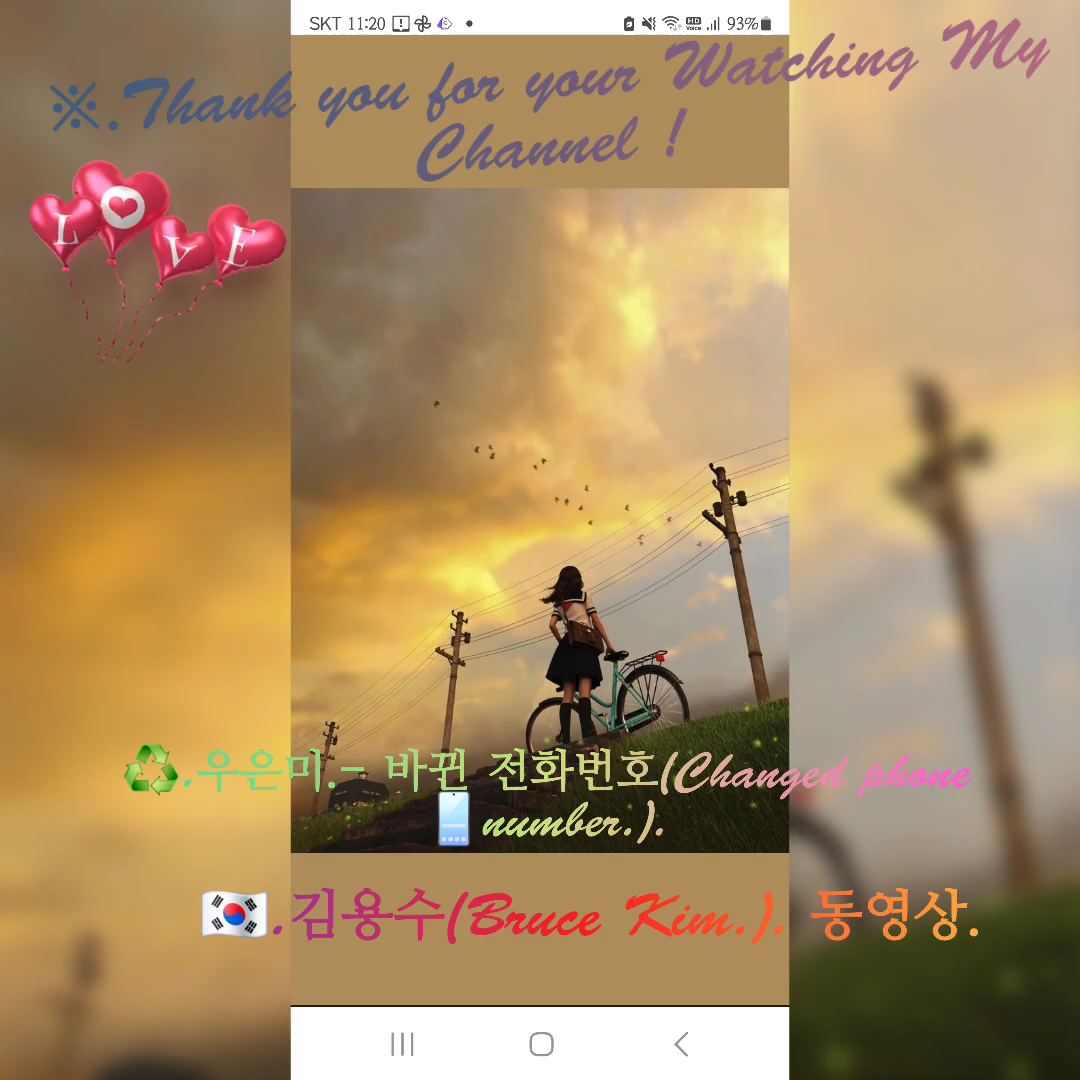 SKT 11:20
93%
※.Thank you for your Watching My
Channel !
LOVE
♻.우은미.- 바뀐 전화번호(Changed phone
📱number.).
🇰🇷.김용수(Bruce Kim.). 동영상.